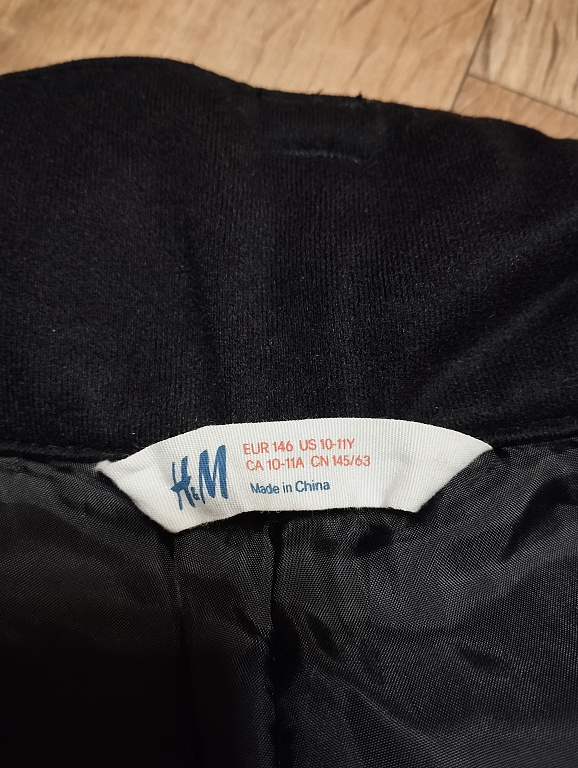 H&M
EUR 146 US 10-11Y
CA 10-11A CN 145/63
Made in China